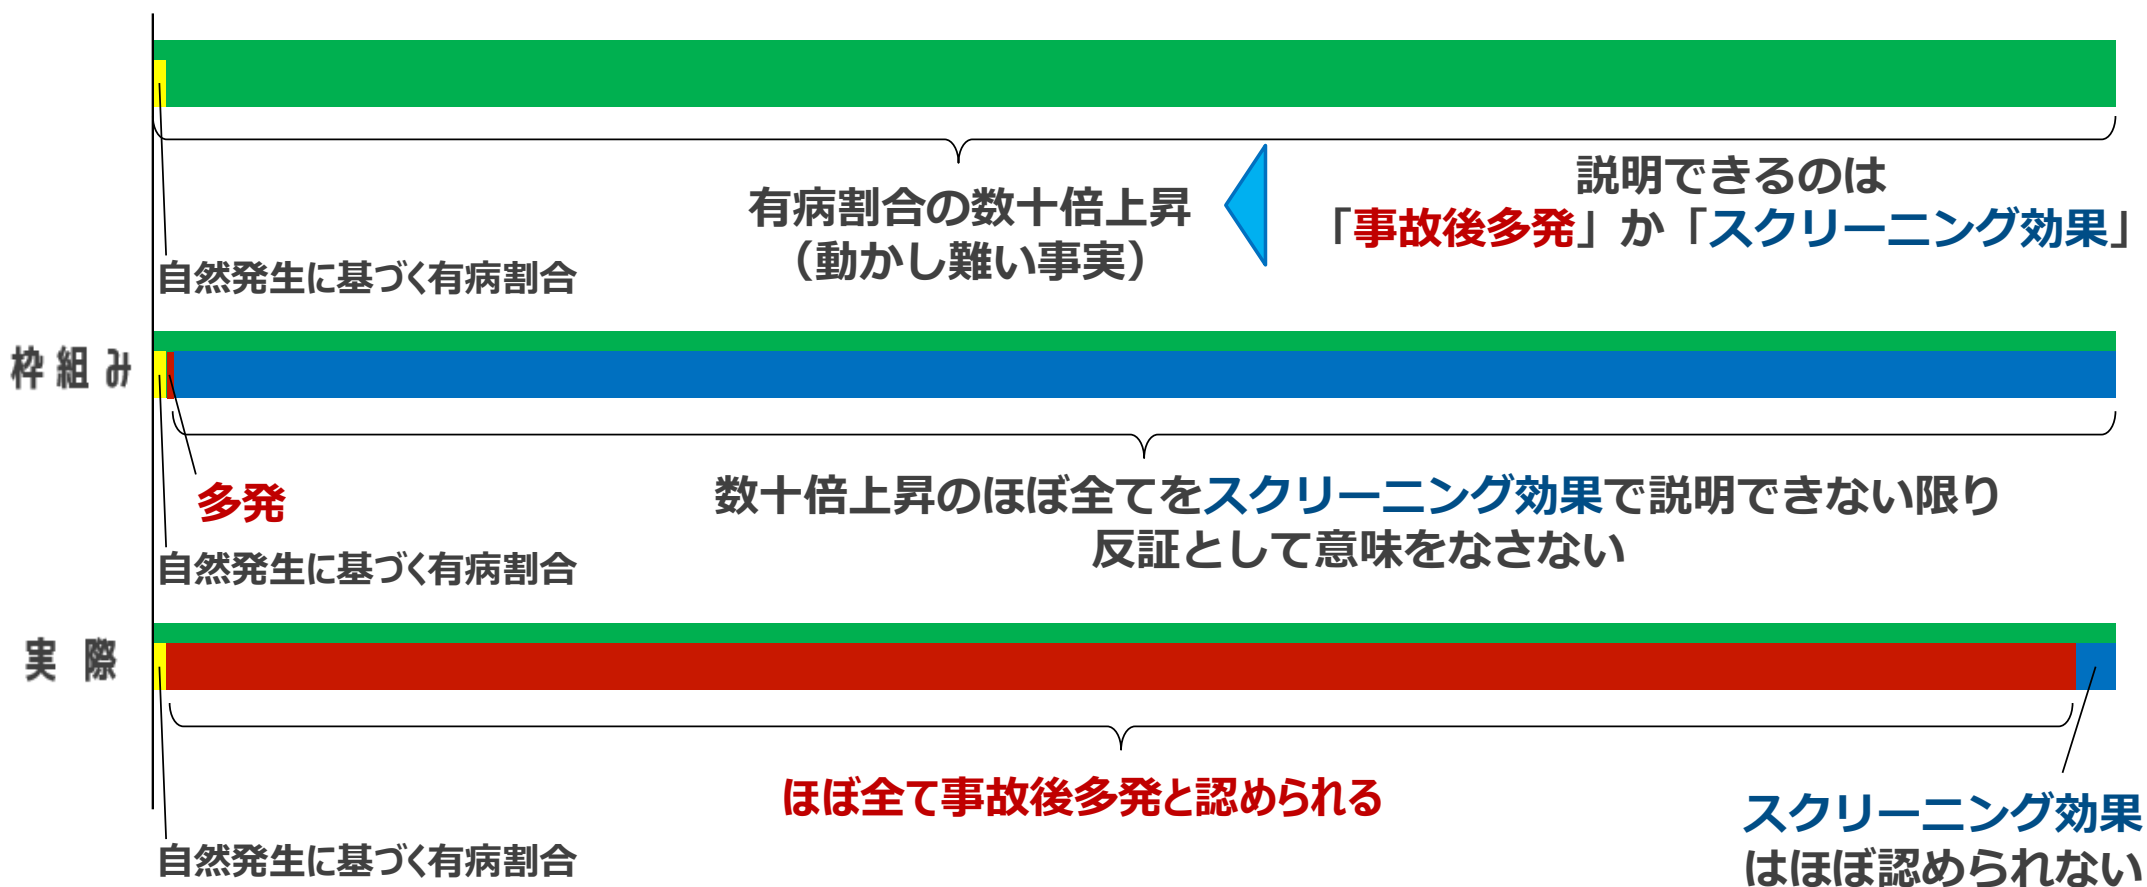 説明できるのは
「事故後多発」か「スクリーニング効果」
有病割合の数十倍上昇
（動かし難い事実）
自然発生に基づく有病割合
枠組み
多発
数十倍上昇のほぼ全てをスクリーニング効果で説明できない限り
反証として意味をなさない
自然発生に基づく有病割合
実際
ほぼ全て事故後多発と認められる
スクリーニング効果
はほぼ認められない
自然発生に基づく有病割合